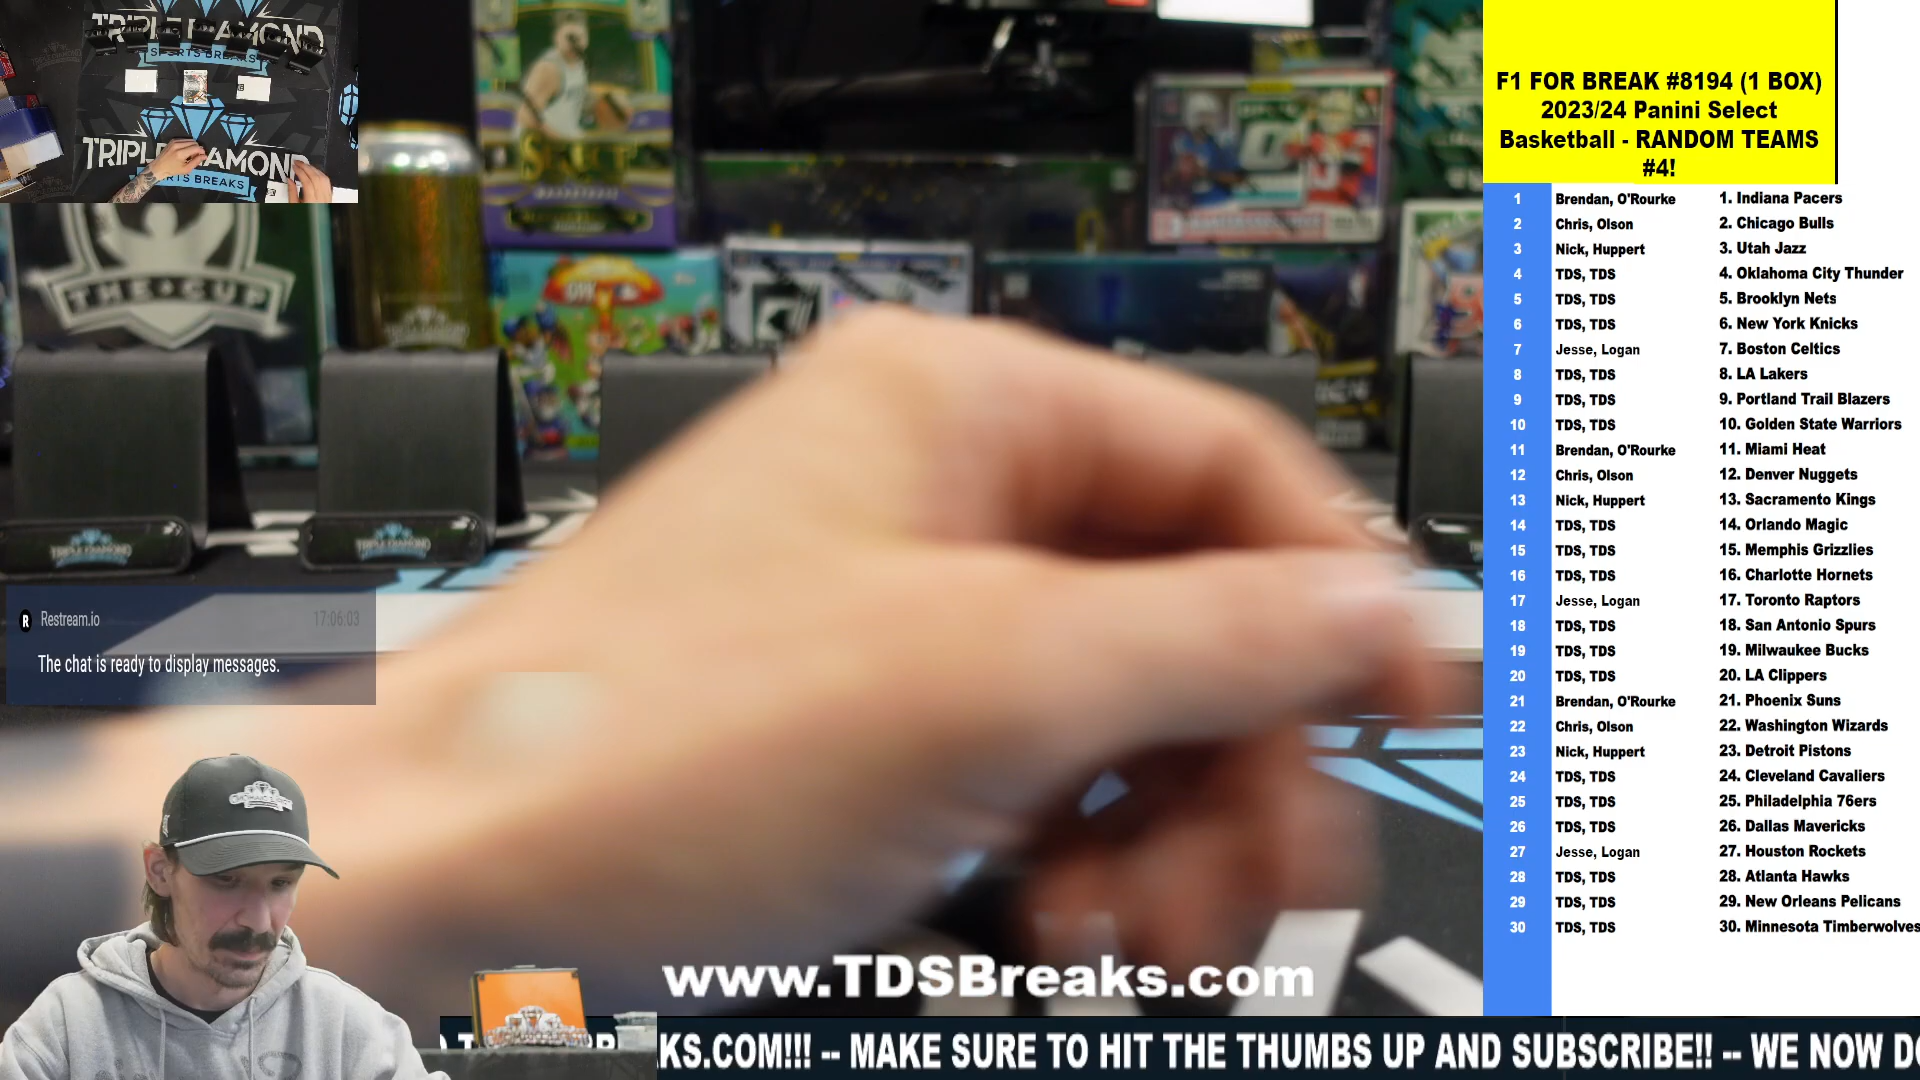 TRIPLE DIAMOND
SPORTS BREAKS
TRIPLE DIAMOND
SPORTS BREAKS
SELECT
THE CUP
TRIPLE DIAMOND
TRIPLE DIAMOND
Restream.io 17:06:03
The chat is ready to display messages.
www.TDSBreaks.com
F1 FOR BREAK #8194 (1 BOX)
2023/24 Panini Select
Basketball - RANDOM TEAMS
#4!
1 Brendan, O'Rourke 1. Indiana Pacers
2 Chris, Olson 2. Chicago Bulls
3 Nick, Huppert 3. Utah Jazz
4 TDS, TDS 4. Oklahoma City Thunder
5 TDS, TDS 5. Brooklyn Nets
6 TDS, TDS 6. New York Knicks
7 Jesse, Logan 7. Boston Celtics
8 TDS, TDS 8. LA Lakers
9 TDS, TDS 9. Portland Trail Blazers
10 TDS, TDS 10. Golden State Warriors
11 Brendan, O'Rourke 11. Miami Heat
12 Chris, Olson 12. Denver Nuggets
13 Nick, Huppert 13. Sacramento Kings
14 TDS, TDS 14. Orlando Magic
15 TDS, TDS 15. Memphis Grizzlies
16 TDS, TDS 16. Charlotte Hornets
17 Jesse, Logan 17. Toronto Raptors
18 TDS, TDS 18. San Antonio Spurs
19 TDS, TDS 19. Milwaukee Bucks
20 TDS, TDS 20. LA Clippers
21 Brendan, O'Rourke 21. Phoenix Suns
22 Chris, Olson 22. Washington Wizards
23 Nick, Huppert 23. Detroit Pistons
24 TDS, TDS 24. Cleveland Cavaliers
25 TDS, TDS 25. Philadelphia 76ers
26 TDS, TDS 26. Dallas Mavericks
27 Jesse, Logan 27. Houston Rockets
28 TDS, TDS 28. Atlanta Hawks
29 TDS, TDS 29. New Orleans Pelicans
30 TDS, TDS 30. Minnesota Timberwolves
KS.COM!!! -- MAKE SURE TO HIT THE THUMBS UP AND SUBSCRIBE!! -- WE NOW